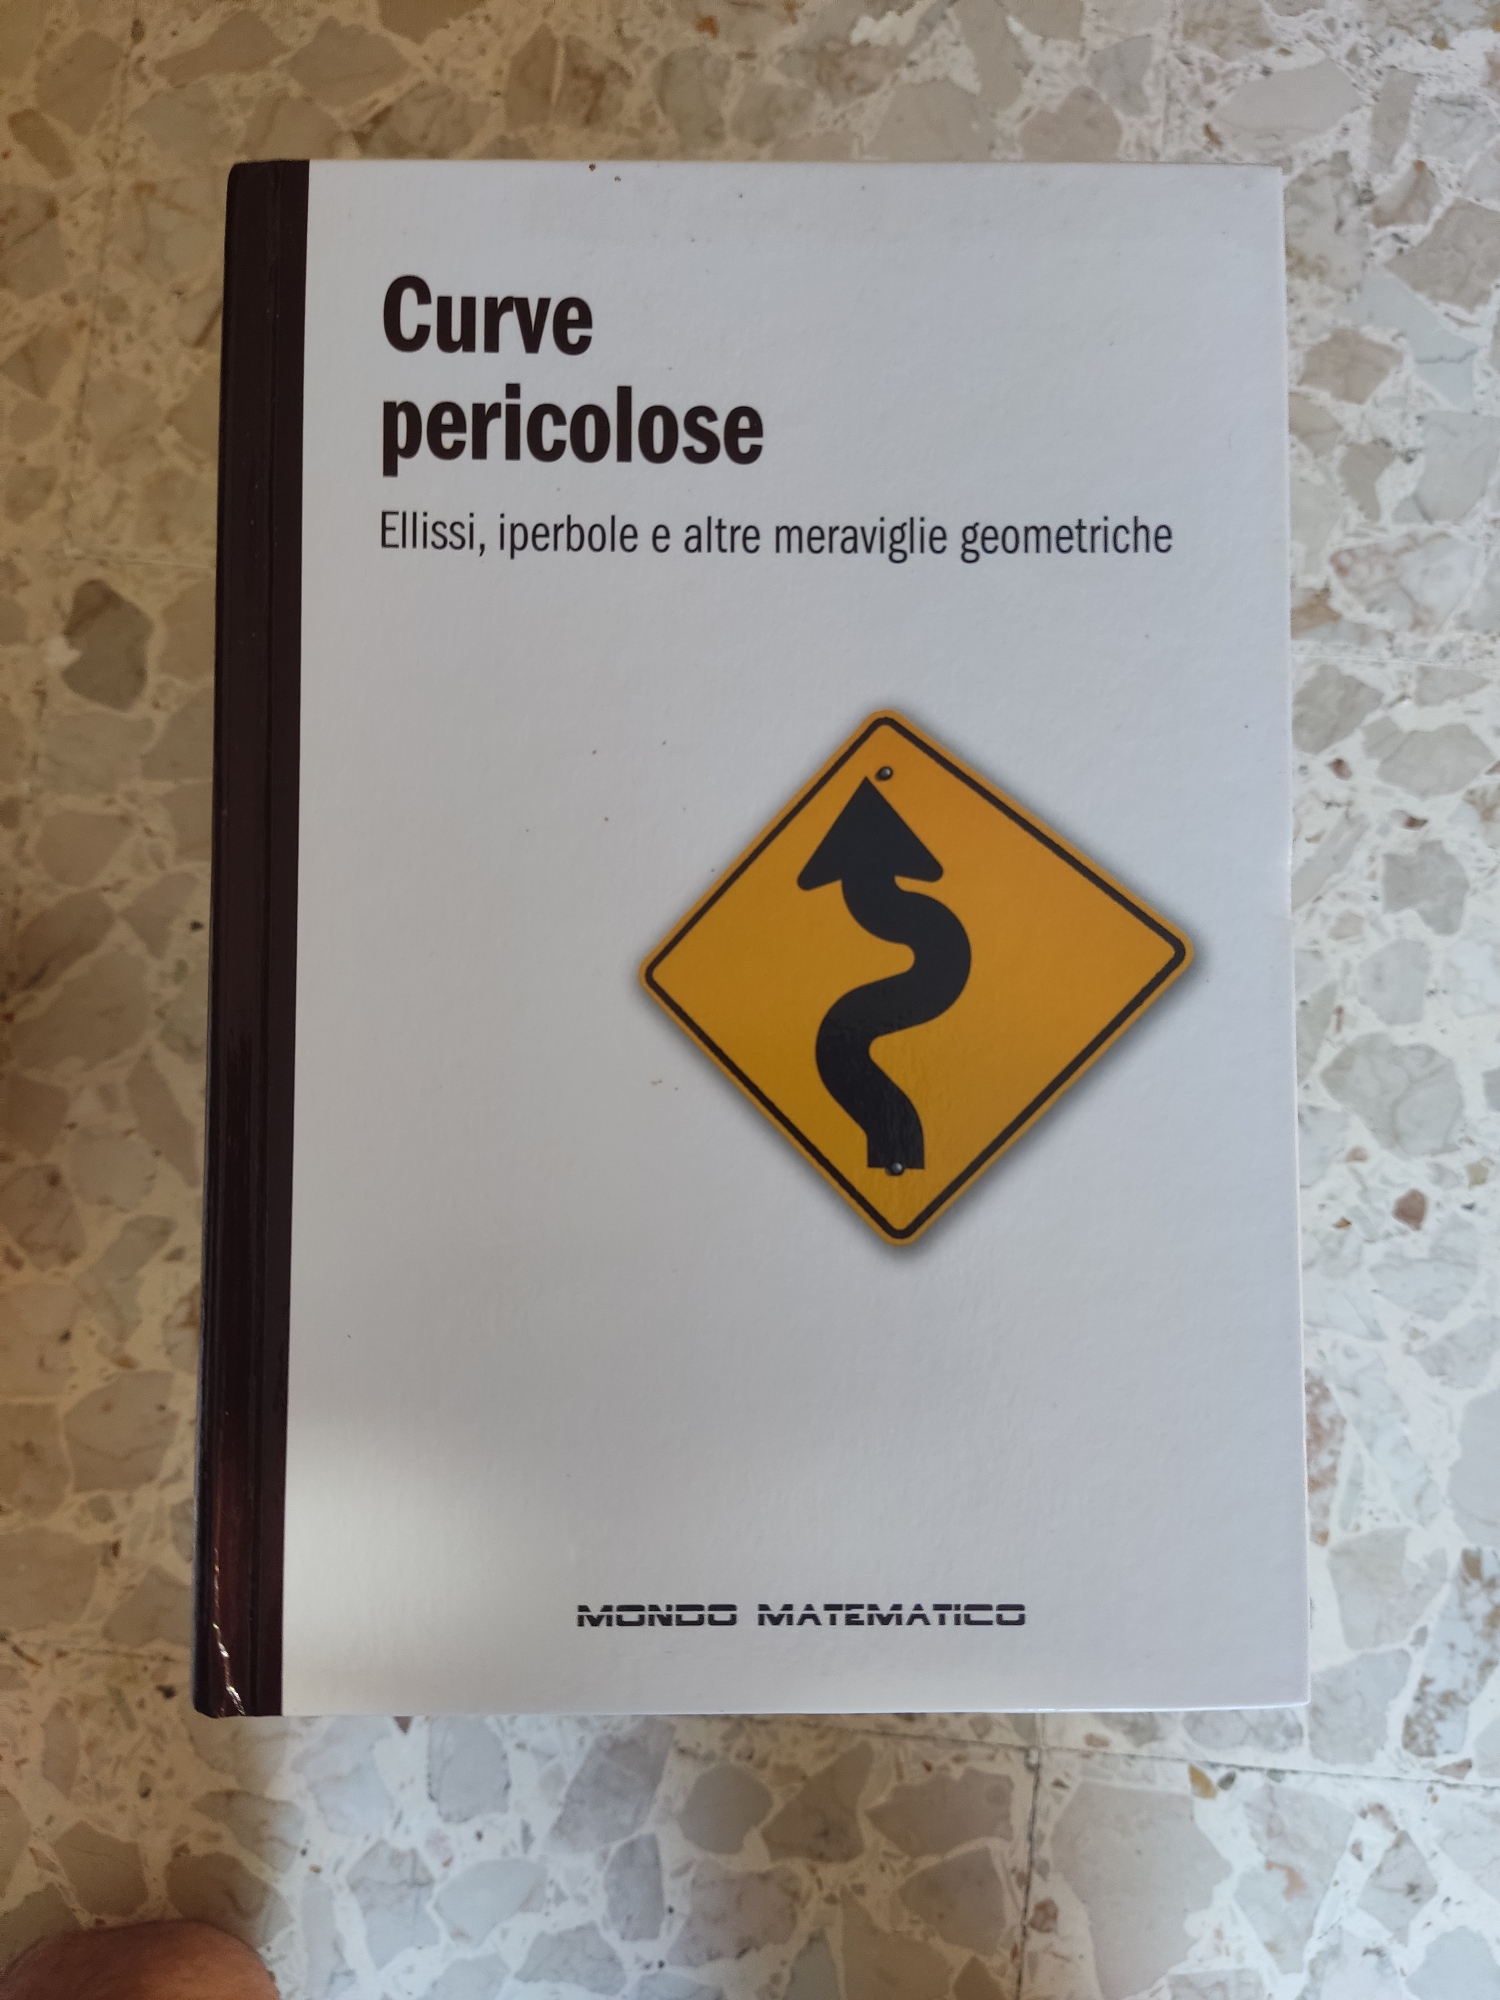 Curve
pericolose
Ellissi, iperbole e altre meraviglie geometriche
MONDO MATEMATICO